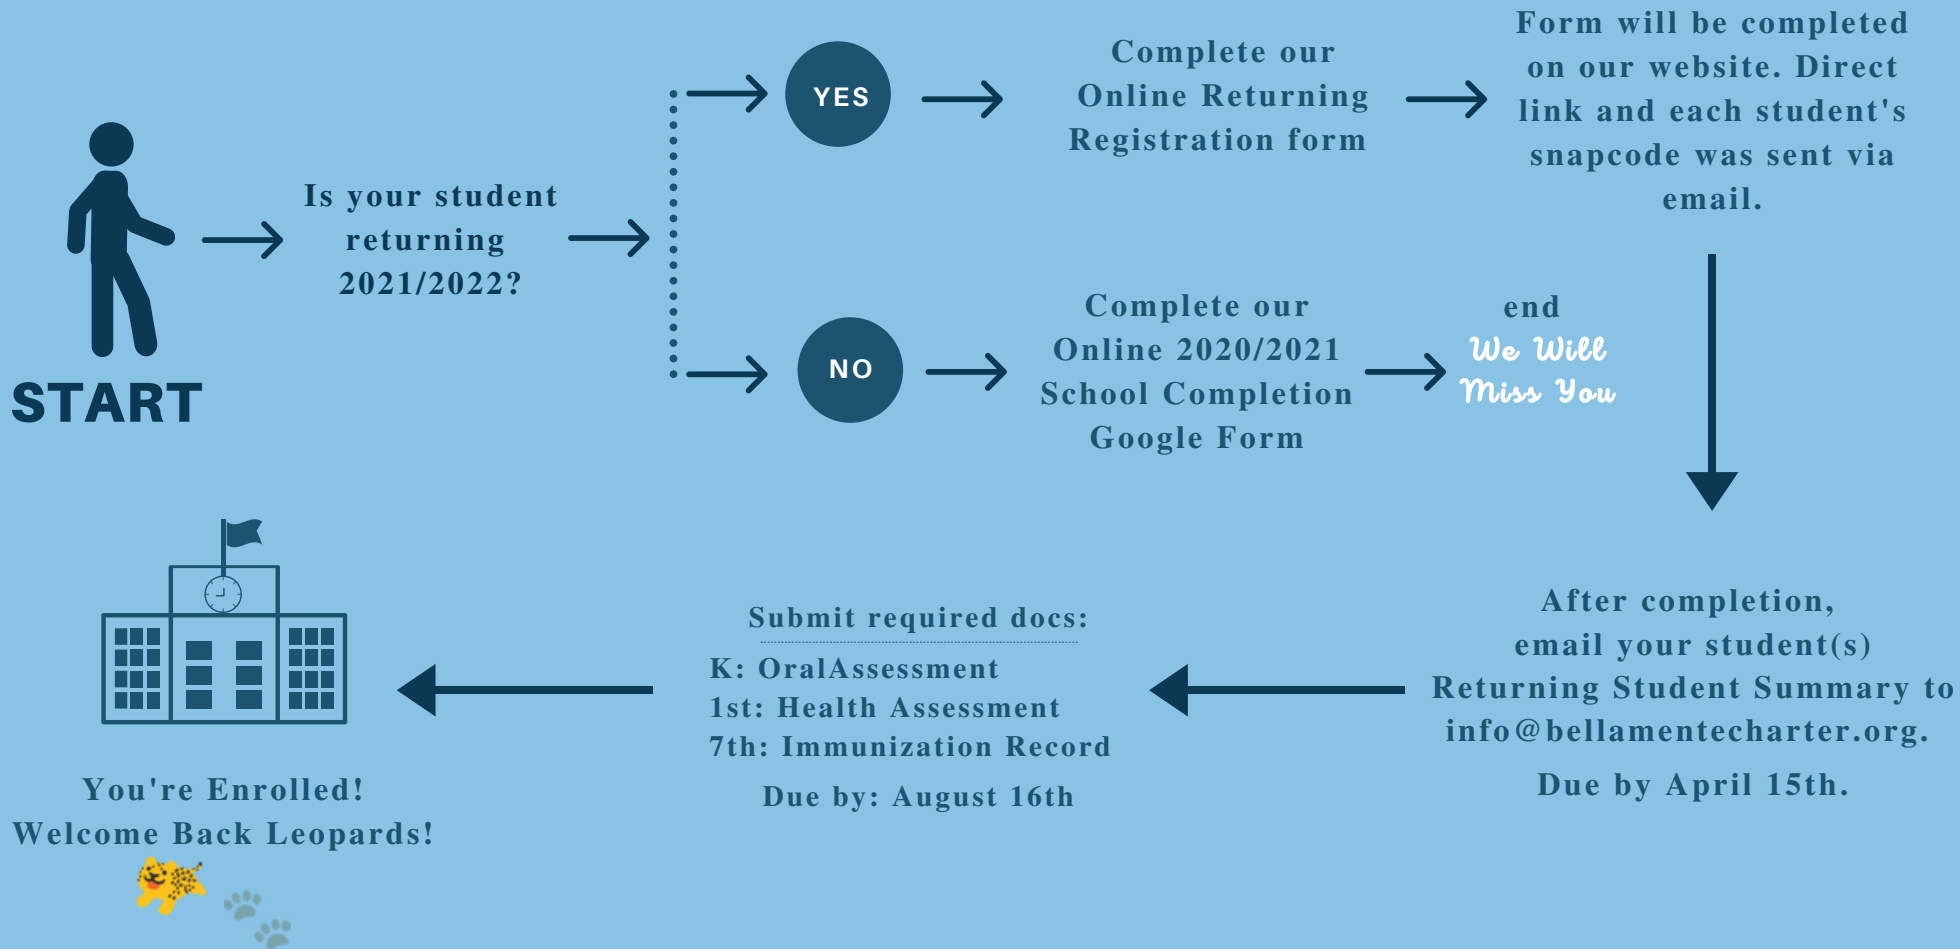 START
Is your student
returning
2021/2022?
YES
Complete our
Online Returning
Registration form
Form will be completed
on our website. Direct
link and each student's
snapcode was sent via
email.
NO
Complete our
Online 2020/2021
School Completion
Google Form
end
We Will
Miss You
After completion,
email your student(s)
Returning Student Summary to
info@bellamentecharter.org.
Due by April 15th.
Submit required docs:
K: OralAssessment
1st: Health Assessment
7th: Immunization Record
Due by: August 16th
You're Enrolled!
Welcome Back Leopards!